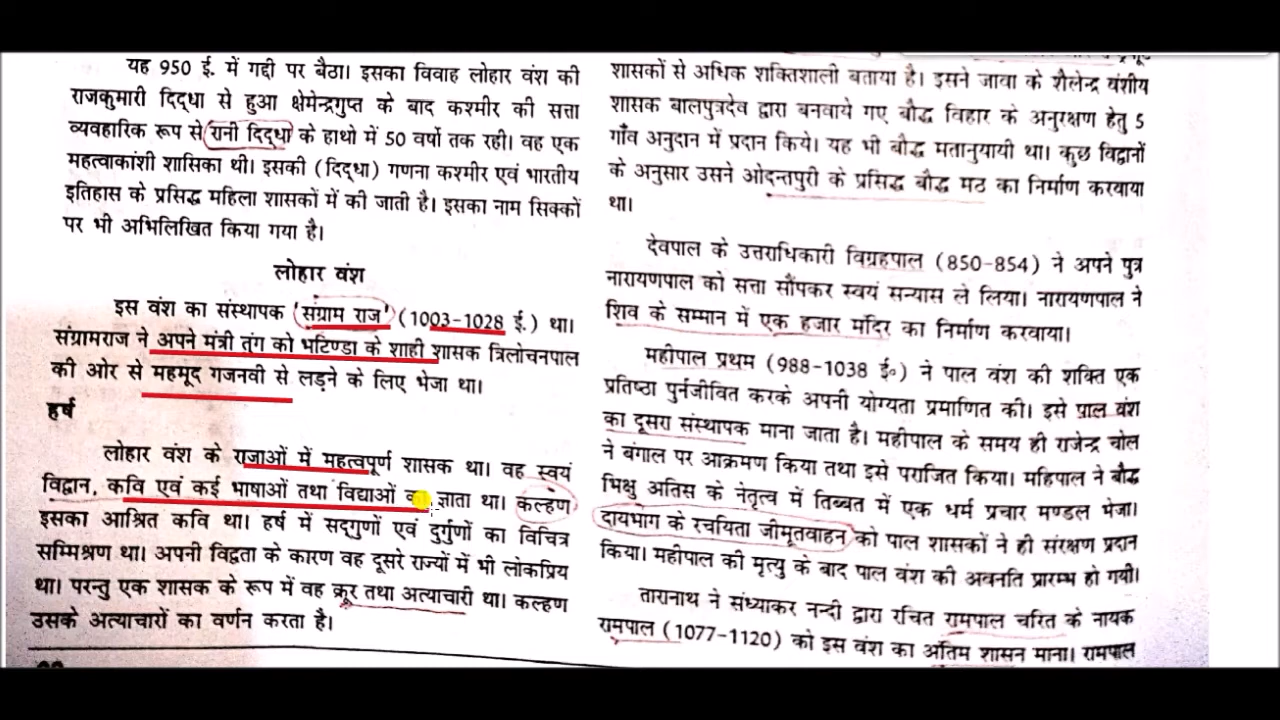 यह 950 ई. में गद्दी पर बैठा। इसका विवाह लोहार वंश की
राजकुमारी दिद्धा से हुआ क्षेमेन्द्रगुप्त के बाद कश्मीर की सत्ता
व्यवहारिक रूप से रानी दिद्धा के हाथो में 50 वर्षो तक रही। वह एक
महत्वाकांशी शासिका थी। इसकी (दिद्धा) गणना कश्मीर एवं भारतीय
इतिहास के प्रसिद्ध महिला शासकों में की जाती है। इसका नाम सिक्कों
पर भी अभिलिखित किया गया है।
लोहार वंश
इस वंश का संस्थापक 'संग्राम राज' (1003-1028 ई.) था।
संग्रामराज ने अपने मंत्री तुंग को भटिण्डा के शाही शासक त्रिलोचनपाल
की ओर से महमूद गजनवी से लड़ने के लिए भेजा था।
हर्ष
लोहार वंश के राजाओं में महत्वपूर्ण शासक था। वह स्वयं
विद्वान, कवि एवं कई भाषाओं तथा विद्याओं का ज्ञाता था। कल्हण
इसका आश्रित कवि था। हर्ष में सद्गुणों एवं दुर्गुणों का विचित्र
सम्मिश्रण था। अपनी विद्वता के कारण वह दूसरे राज्यों में भी लोकप्रिय
था। परन्तु एक शासक के रूप में वह क्रूर तथा अत्याचारी था। कल्हण
उसके अत्याचारों का वर्णन करता है।
शासकों से अधिक शक्तिशाली बताया है। इसने जावा के शैलेन्द्र वंशीय
शासक बालपुत्रदेव द्वारा बनवाये गए बौद्ध विहार के अनुरक्षण हेतु 5
गाँव अनुदान में प्रदान किये। यह भी बौद्ध मतानुयायी था। कुछ विद्वानों
के अनुसार उसने ओदन्तपुरी के प्रसिद्ध बौद्ध मठ का निर्माण करवाया
था।
देवपाल के उत्तराधिकारी विग्रहपाल (850-854) ने अपने पुत्र
नारायणपाल को सत्ता सौंपकर स्वयं सन्यास ले लिया। नारायणपाल ने
शिव के सम्मान में एक हजार मंदिर का निर्माण करवाया।
महीपाल प्रथम (988-1038 ई०) ने पाल वंश की शक्ति एक
प्रतिष्ठा पुर्नजीवित करके अपनी योग्यता प्रमाणित की। इसे पाल वंश
का दूसरा संस्थापक माना जाता है। महीपाल के समय ही राजेन्द्र चोल
ने बंगाल पर आक्रमण किया तथा इसे पराजित किया। महिपाल ने बौद्ध
भिक्षु अतिस के नेतृत्व में तिब्बत में एक धर्म प्रचार मण्डल भेजा।
दायभाग के रचयिता जीमूतवाहन को पाल शासकों ने ही संरक्षण प्रदान
किया। महीपाल की मृत्यु के बाद पाल वंश की अवनति प्रारम्भ हो गयी।
तारानाथ ने संध्याकर नन्दी द्वारा रचित रामपाल चरित के नायक
रामपाल (1077-1120) को इस वंश का अंतिम शासन माना। रामपाल